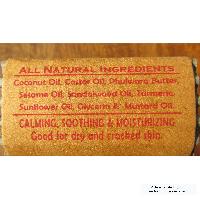 ALL NATURAL INGREDIENTS
Coconut Oil, Castor Oil, Phulwara Butter,
Sesame Oil, Sandalwood Oil, Turmeric,
Sunflower Oil, Glycerin & Mustard Oil.
CALMING, SOOTHING & MOISTURIZING
Good for dry and cracked skin.